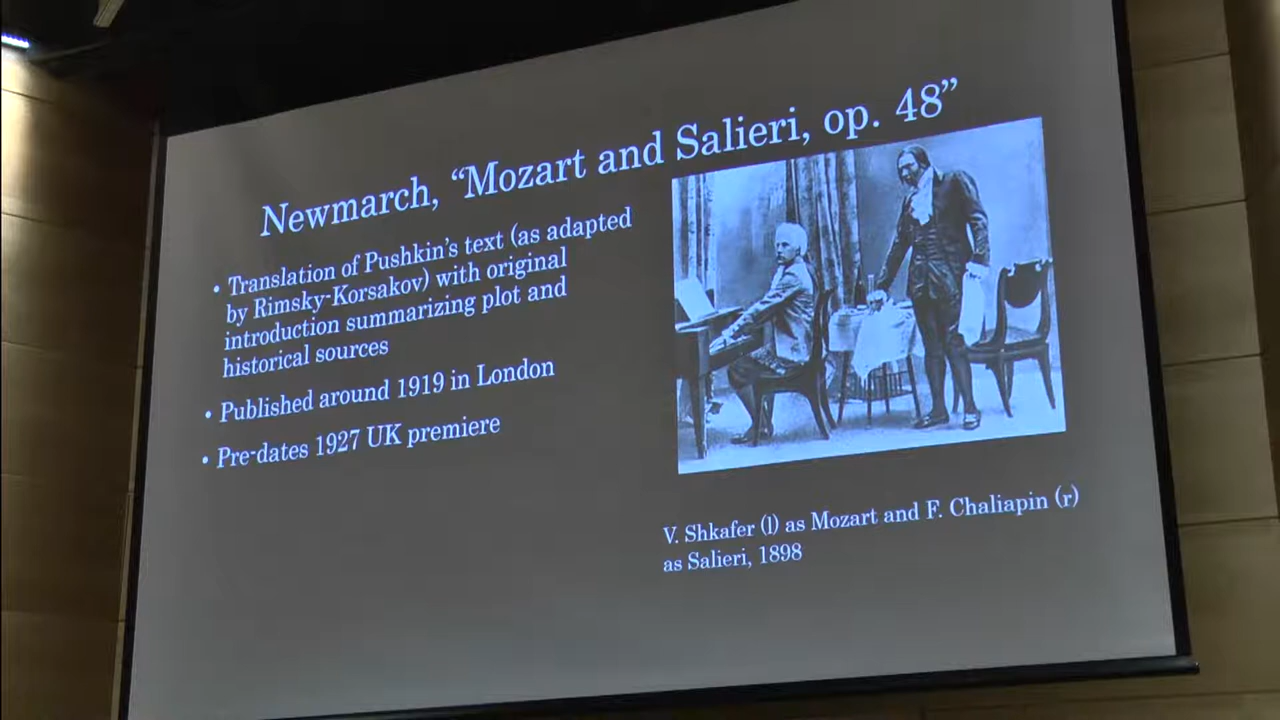 Newmarch, “Mozart and Salieri, op. 48”
• Translation of Pushkin’s text (as adapted
by Rimsky-Korsakov) with original
introduction summarizing plot and
historical sources
• Published around 1919 in London
• Pre-dates 1927 UK premiere
V. Shkafer (l) as Mozart and F. Chaliapin (r)
as Salieri, 1898